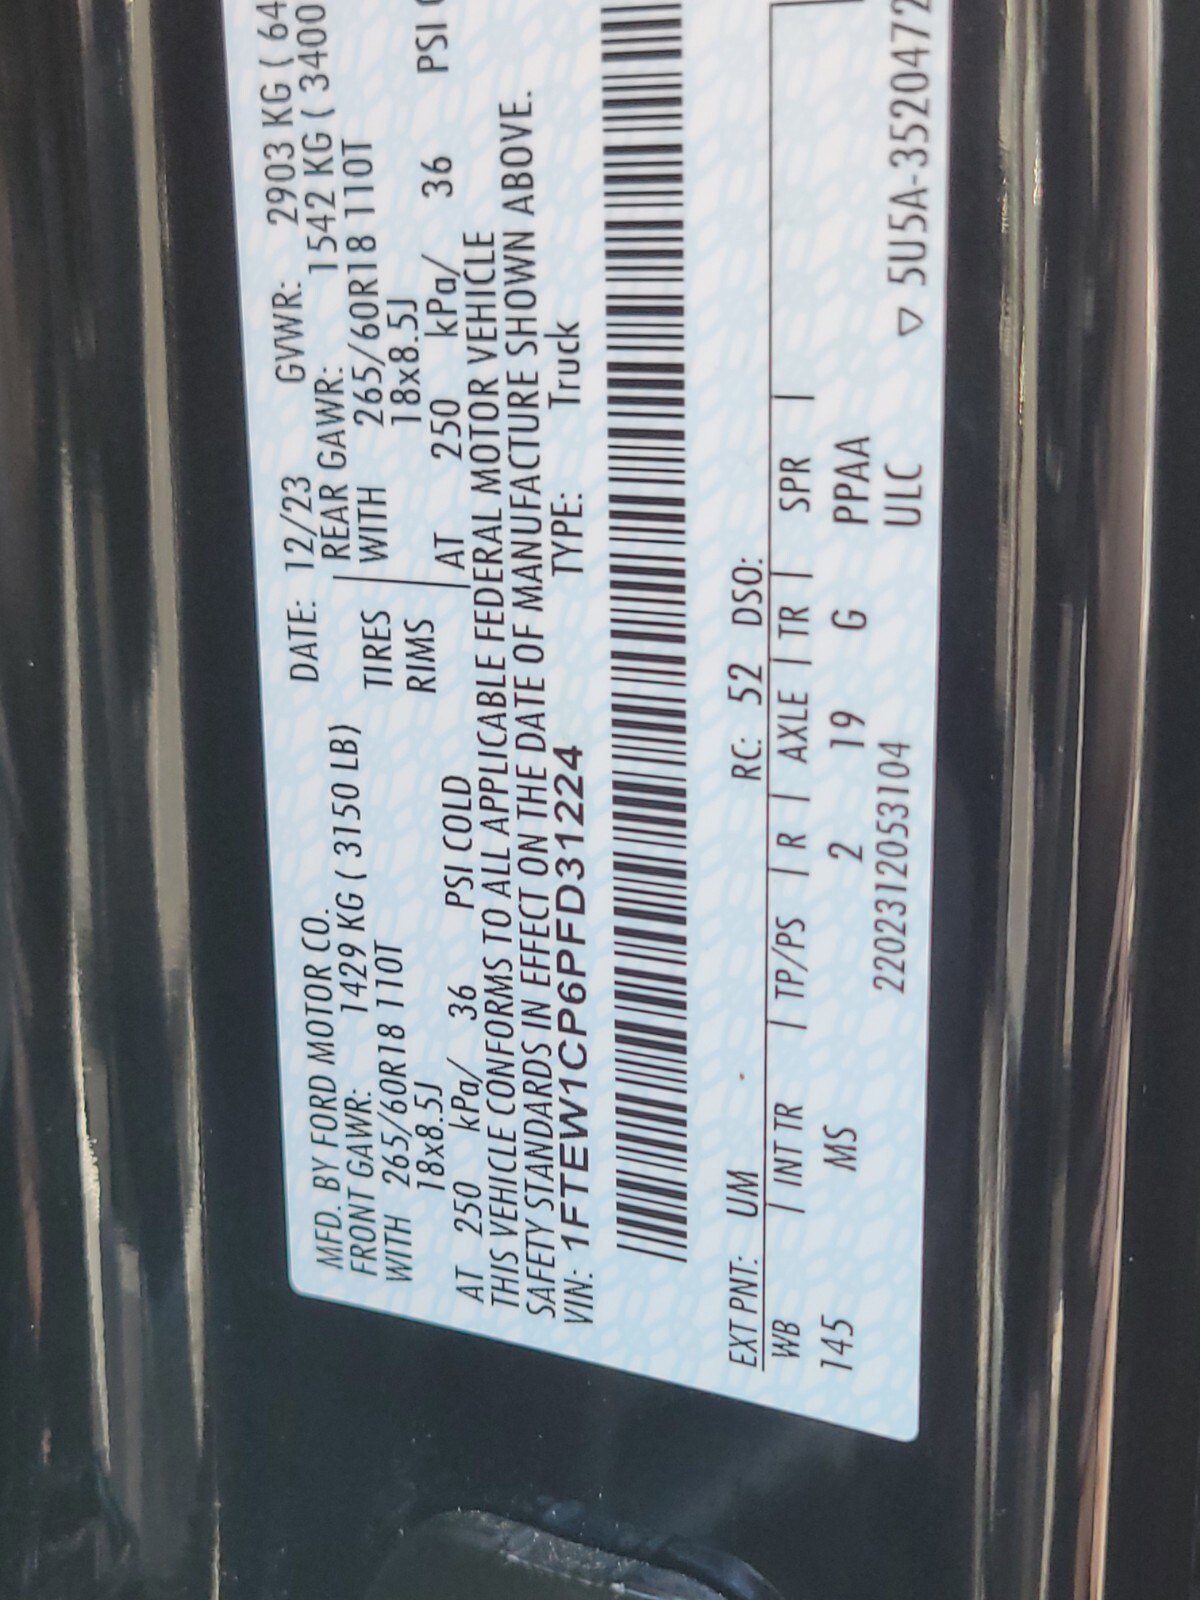 MFD. BY FORD MOTOR CO. DATE: 12/23 GVWR: 2903 KG ( 64
FRONT GAWR: 1429 KG ( 3150 LB) REAR GAWR: 1542 KG ( 3400
WITH 265/60R18 110T TIRES WITH 265/60R18 110T
18x8.5J RIMS 18x8.5J
AT 250 kPa/ 36 PSI COLD AT 250 kPa/ 36 PSI
THIS VEHICLE CONFORMS TO ALL APPLICABLE FEDERAL MOTOR VEHICLE
SAFETY STANDARDS IN EFFECT ON THE DATE OF MANUFACTURE SHOWN ABOVE.
VIN: 1FTEW1CP6PFD31224 TYPE: Truck
EXT PNT: UM RC: 52 DSO:
WB | INT TR | TP/PS | R | AXLE | TR | SPR |
145 MS 2 19 G PPAA
2202312053104 ULC ▽ 5U5A-3520472